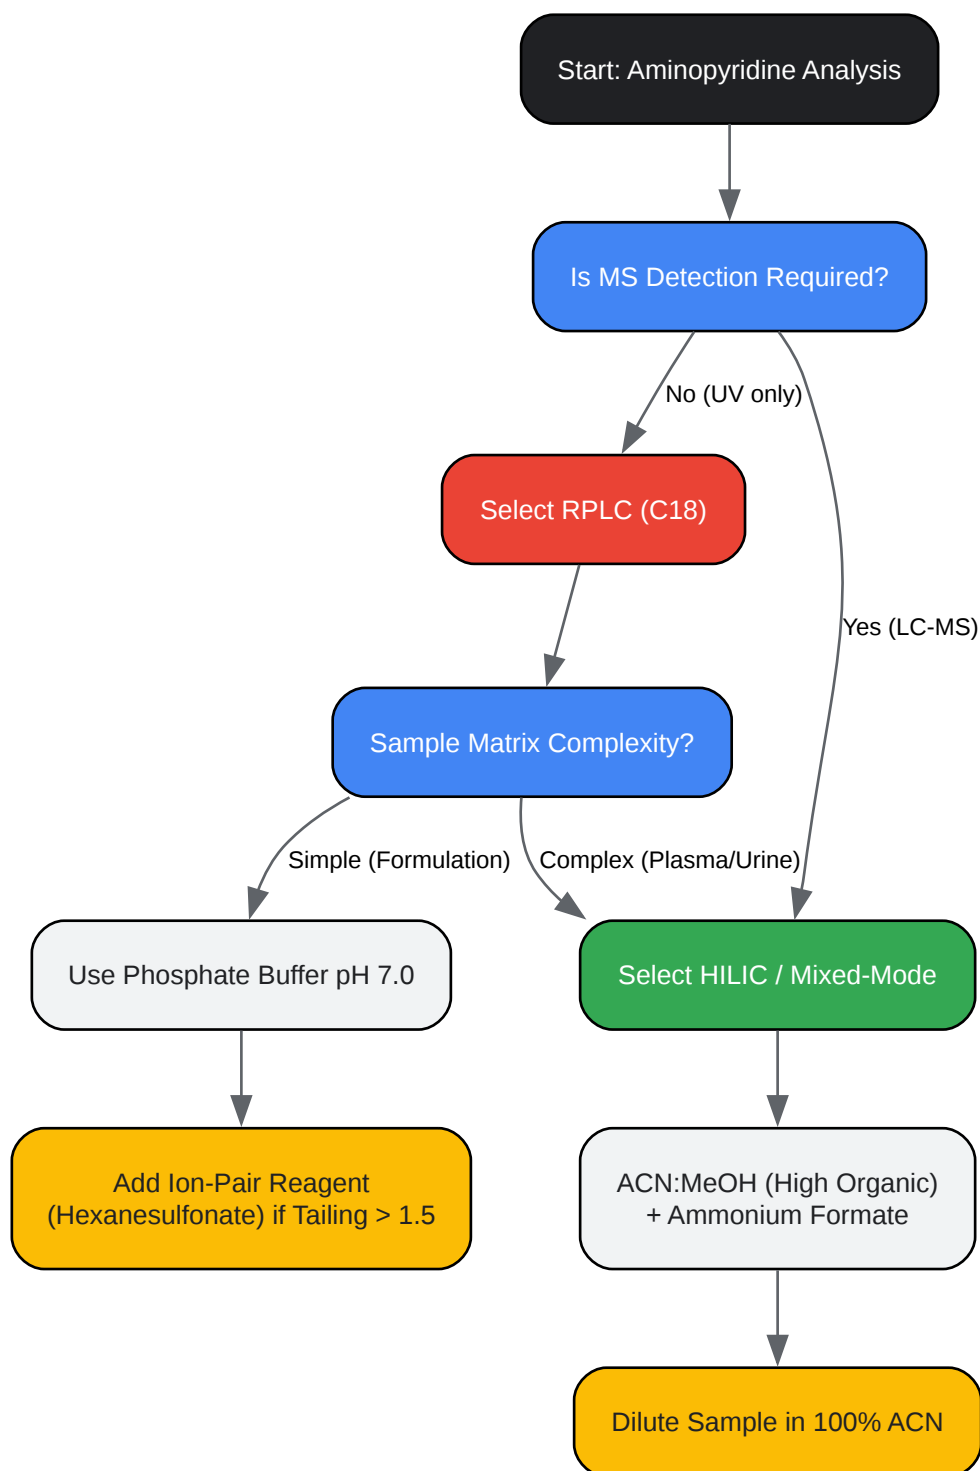 Start: Aminopyridine Analysis
Is MS Detection Required?
No (UV only)
Select RPLC (C18)
Yes (LC-MS)
Sample Matrix Complexity?
Simple (Formulation)
Complex (Plasma/Urine)
Use Phosphate Buffer pH 7.0
Select HILIC / Mixed-Mode
Add Ion-Pair Reagent
(Hexanesulfonate) if Tailing > 1.5
ACN:MeOH (High Organic)
+ Ammonium Formate
Dilute Sample in 100% ACN